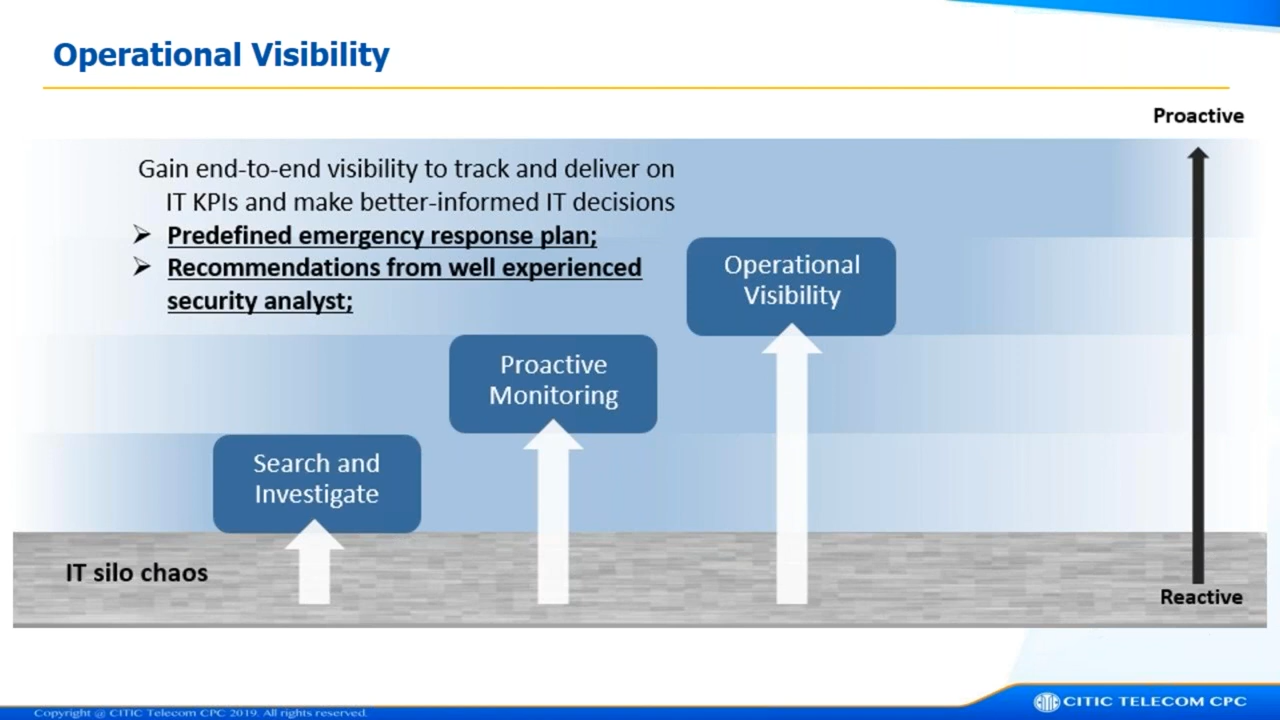 Operational Visibility
Proactive
Gain end-to-end visibility to track and deliver on
IT KPIs and make better-informed IT decisions
➢ Predefined emergency response plan;
➢ Recommendations from well experienced
security analyst;
Operational
Visibility
Proactive
Monitoring
Search and
Investigate
IT silo chaos
Reactive
CITIC TELECOM CPC
Copyright @ CITIC Telecom CPC 2019. All rights reserved.